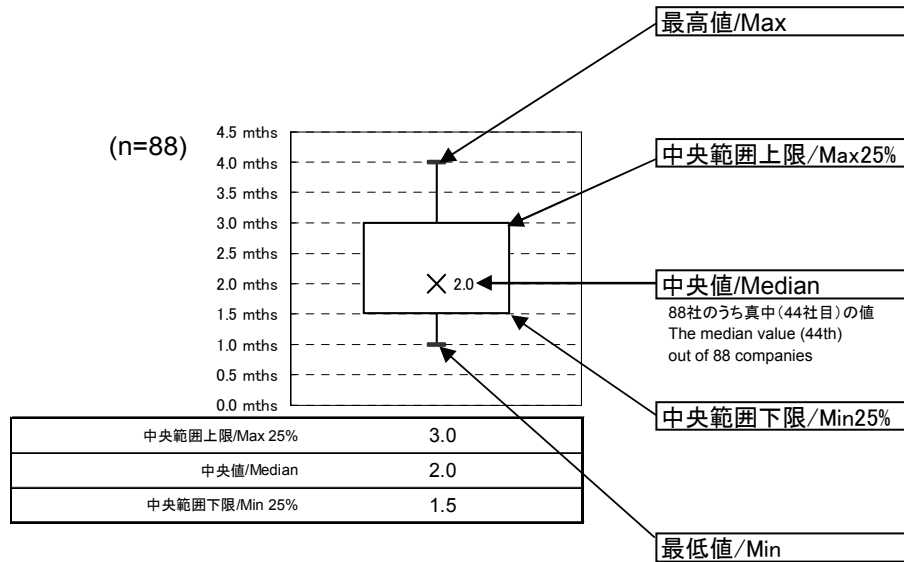 最高値/Max
(n=88)
4.5 mths
4.0 mths
3.5 mths
3.0 mths
2.5 mths
2.0 mths
1.5 mths
1.0 mths
0.5 mths
0.0 mths
2.0
中央範囲上限/Max25%
中央値/Median
88社のうち真中(44社目)の値
The median value (44th)
out of 88 companies
中央範囲下限/Min25%
中央範囲上限/Max 25% 3.0
中央値/Median 2.0
中央範囲下限/Min 25% 1.5
最低値/Min